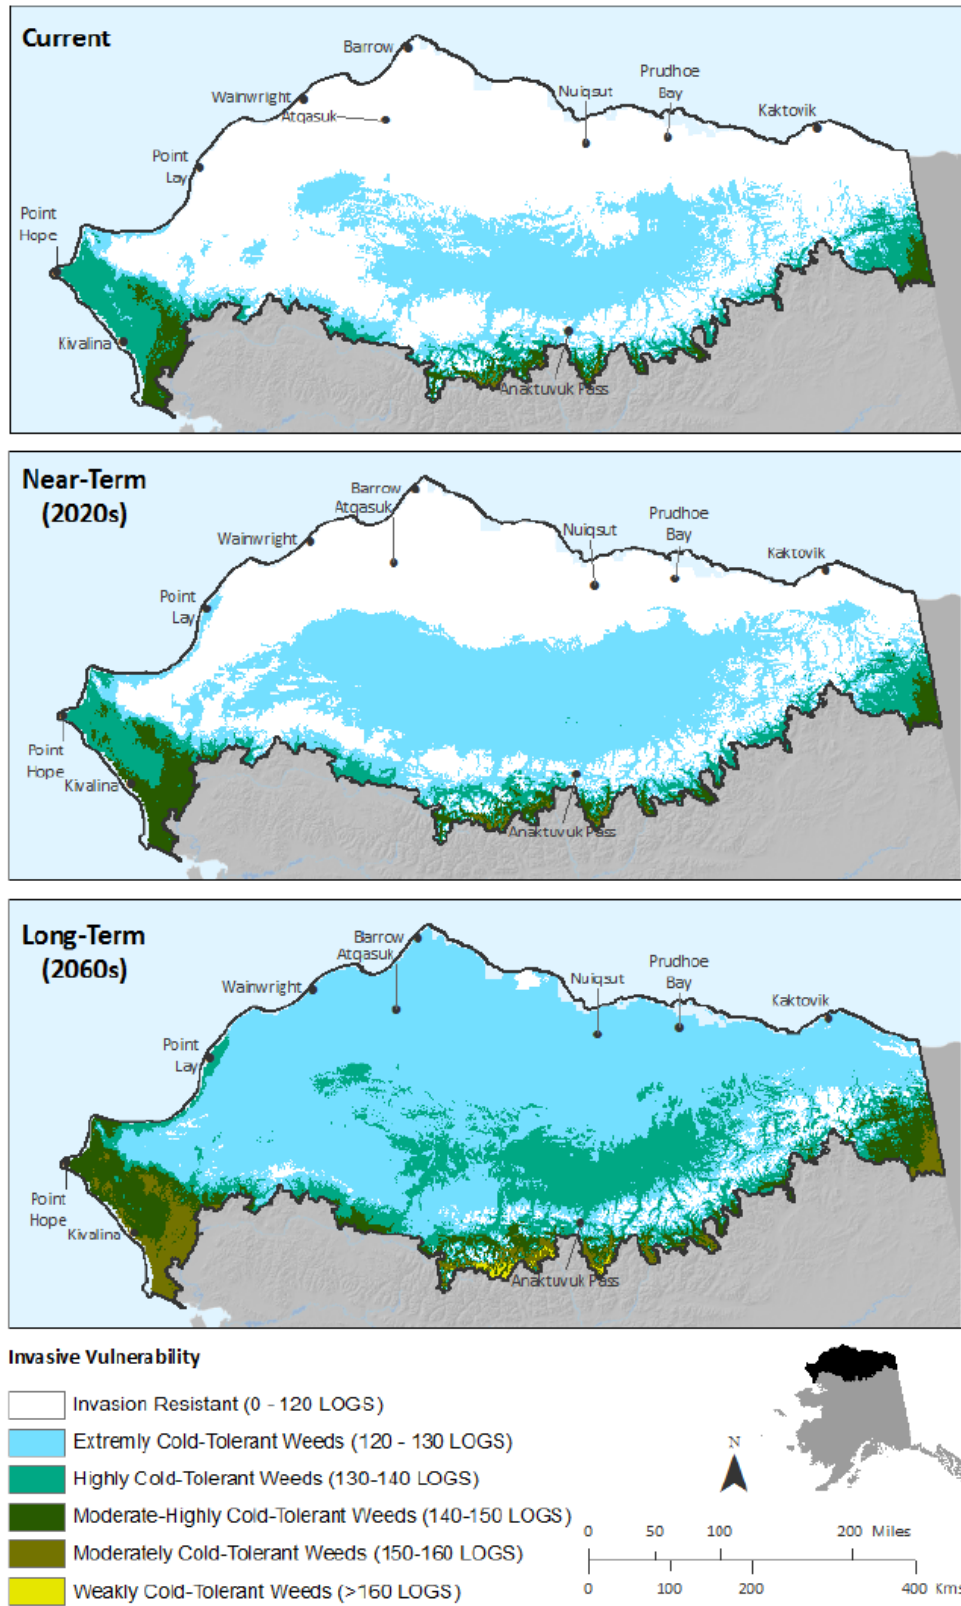 Current
Barrow
Wainwright
Atqasuk
Nuiqsut
Prudhoe
Bay
Kaktovik
Point
Lay
Point
Hope
Kivalina
Anaktuvuk Pass
Near-Term
(2020s)
Barrow
Atqasuk
Wainwright
Nuiqsut
Prudhoe
Bay
Kaktovik
Point
Lay
Point
Hope
Kivalina
Anaktuvuk Pass
Long-Term
(2060s)
Barrow
Atqasuk
Wainwright
Nuiqsut
Prudhoe
Bay
Kaktovik
Point
Lay
Point
Hope
Kivalina
Anaktuvuk Pass
Invasive Vulnerability
Invasion Resistant (0 - 120 LOGS)
Extremly Cold-Tolerant Weeds (120 - 130 LOGS)
Highly Cold-Tolerant Weeds (130-140 LOGS)
Moderate-Highly Cold-Tolerant Weeds (140-150 LOGS)
Moderately Cold-Tolerant Weeds (150-160 LOGS)
Weakly Cold-Tolerant Weeds (>160 LOGS)
N
0 50 100 200 Miles
0 100 200 400 Kms